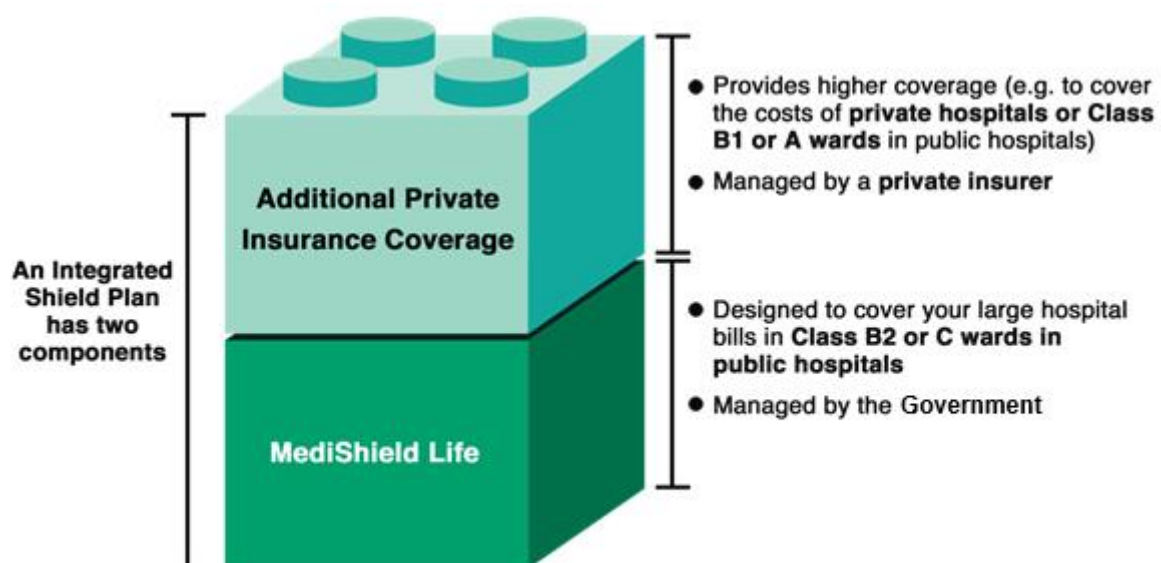 An Integrated
Shield Plan
has two
components
Additional Private
Insurance Coverage
MediShield Life
● Provides higher coverage (e.g. to cover
the costs of private hospitals or Class
B1 or A wards in public hospitals)
● Managed by a private insurer
● Designed to cover your large hospital
bills in Class B2 or C wards in
public hospitals
● Managed by the Government